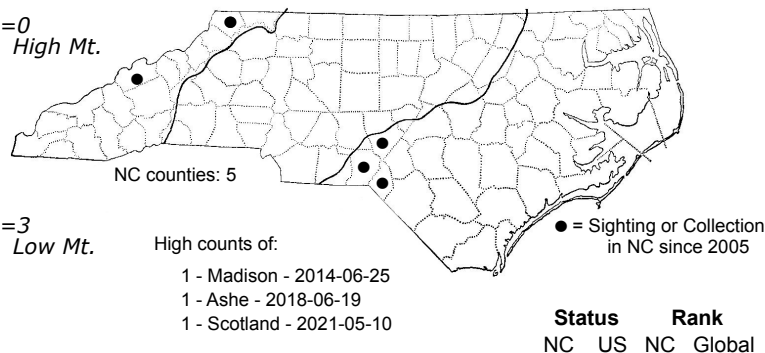 =0
High Mt.
NC counties: 5
=3
Low Mt.
High counts of:
1 - Madison - 2014-06-25
1 - Ashe - 2018-06-19
1 - Scotland - 2021-05-10
● = Sighting or Collection
in NC since 2005
Status Rank
NC US NC Global